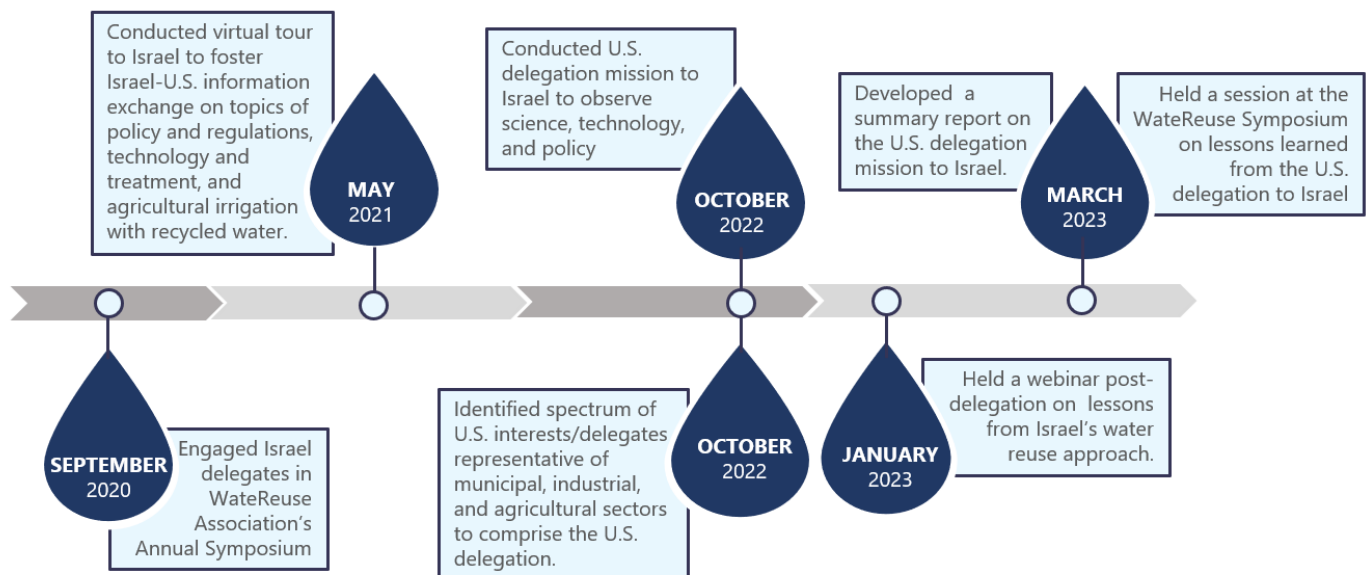 Conducted virtual tour
to Israel to foster
Israel-U.S. information
exchange on topics of
policy and regulations,
technology and
treatment, and
agricultural irrigation
with recycled water.
MAY
2021
Conducted U.S.
delegation mission to
Israel to observe
science, technology,
and policy
OCTOBER
2022
Developed a
summary report on
the U.S. delegation
mission to Israel.
MARCH
2023
Held a session at the
WateReuse Symposium
on lessons learned
from the U.S.
delegation to Israel
SEPTEMBER
2020
Engaged Israel
delegates in
WateReuse
Association’s
Annual Symposium
Identified spectrum of
U.S. interests/delegates
representative of
municipal, industrial,
and agricultural sectors
to comprise the U.S.
delegation.
OCTOBER
2022
JANUARY
2023
Held a webinar post-
delegation on lessons
from Israel’s water
reuse approach.